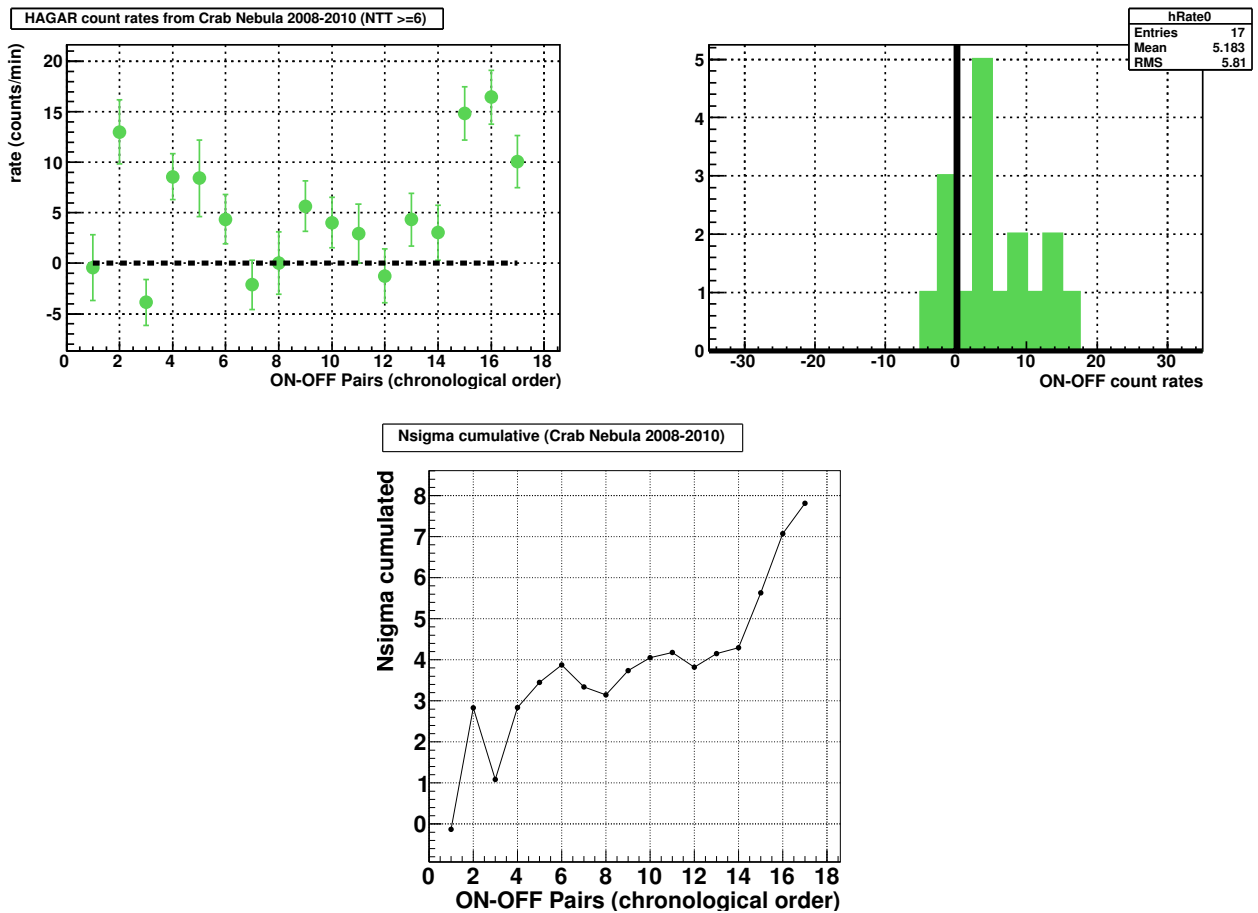 HAGAR count rates from Crab Nebula 2008-2010 (NTT >=6)
rate (counts/min)
20
15
10
5
0
-5
0 2 4 6 8 10 12 14 16 18
ON-OFF Pairs (chronological order)
hRate0
Entries 17
Mean 5.183
RMS 5.81
5
4
3
2
1
0
-30 -20 -10 0 10 20 30
ON-OFF count rates
Nsigma cumulative (Crab Nebula 2008-2010)
Nsigma cumulated
8
7
6
5
4
3
2
1
0
0 2 4 6 8 10 12 14 16 18
ON-OFF Pairs (chronological order)